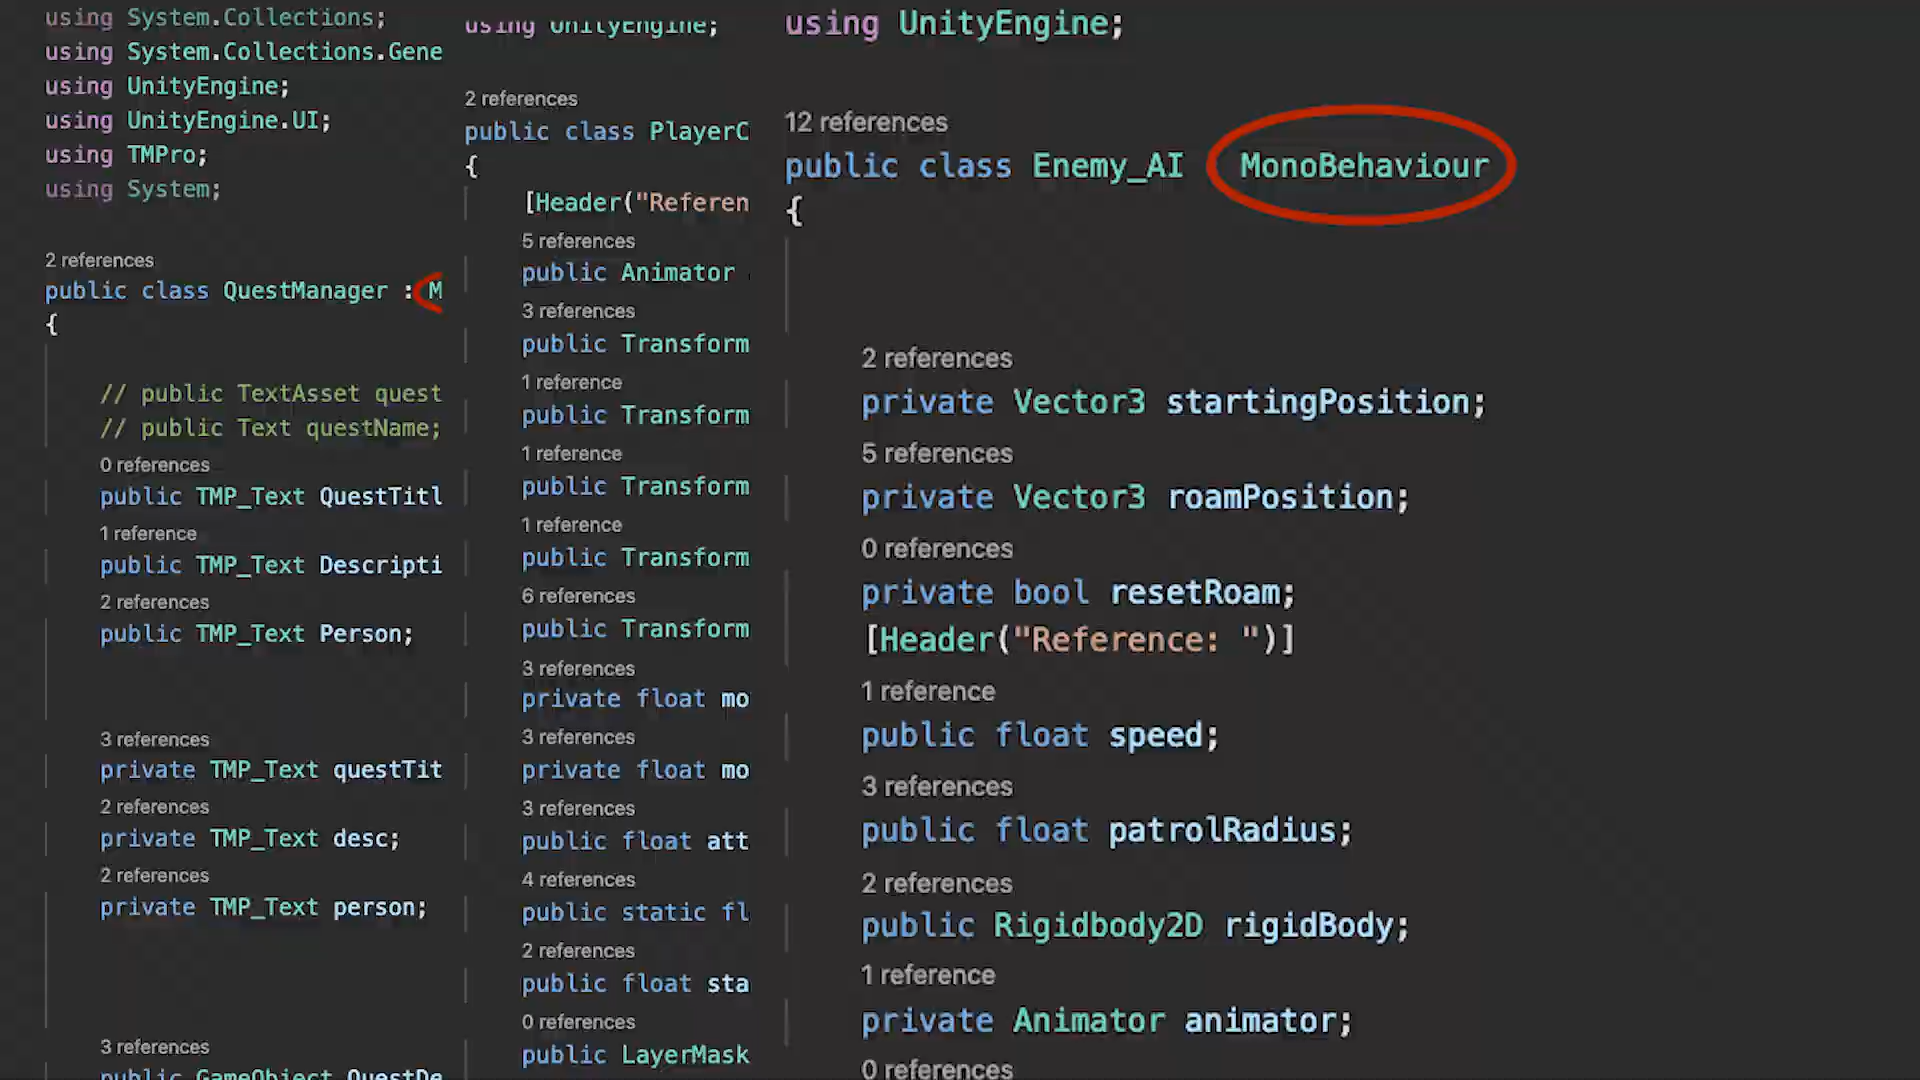 using System.Collections;
using System.Collections.Gene
using UnityEngine;
using UnityEngine.UI;
using TMPro;
using System;
2 references
public class QuestManager : M
{
// public TextAsset quest
// public Text questName;
0 references
public TMP_Text QuestTitl
1 reference
public TMP_Text Descripti
2 references
public TMP_Text Person;
3 references
private TMP_Text questTit
2 references
private TMP_Text desc;
2 references
private TMP_Text person;
3 references
public GameObject QuestDe
using UnityEngine;
2 references
public class PlayerC
{
[Header("Referen
5 references
public Animator
3 references
public Transform
1 reference
public Transform
1 reference
public Transform
1 reference
public Transform
6 references
public Transform
3 references
private float mo
3 references
private float mo
3 references
public float att
4 references
public static fl
2 references
public float sta
0 references
public LayerMask
using UnityEngine;
12 references
public class Enemy_AI MonoBehaviour
{
2 references
private Vector3 startingPosition;
5 references
private Vector3 roamPosition;
0 references
private bool resetRoam;
[Header("Reference: ")]
1 reference
public float speed;
3 references
public float patrolRadius;
2 references
public Rigidbody2D rigidBody;
1 reference
private Animator animator;
0 references